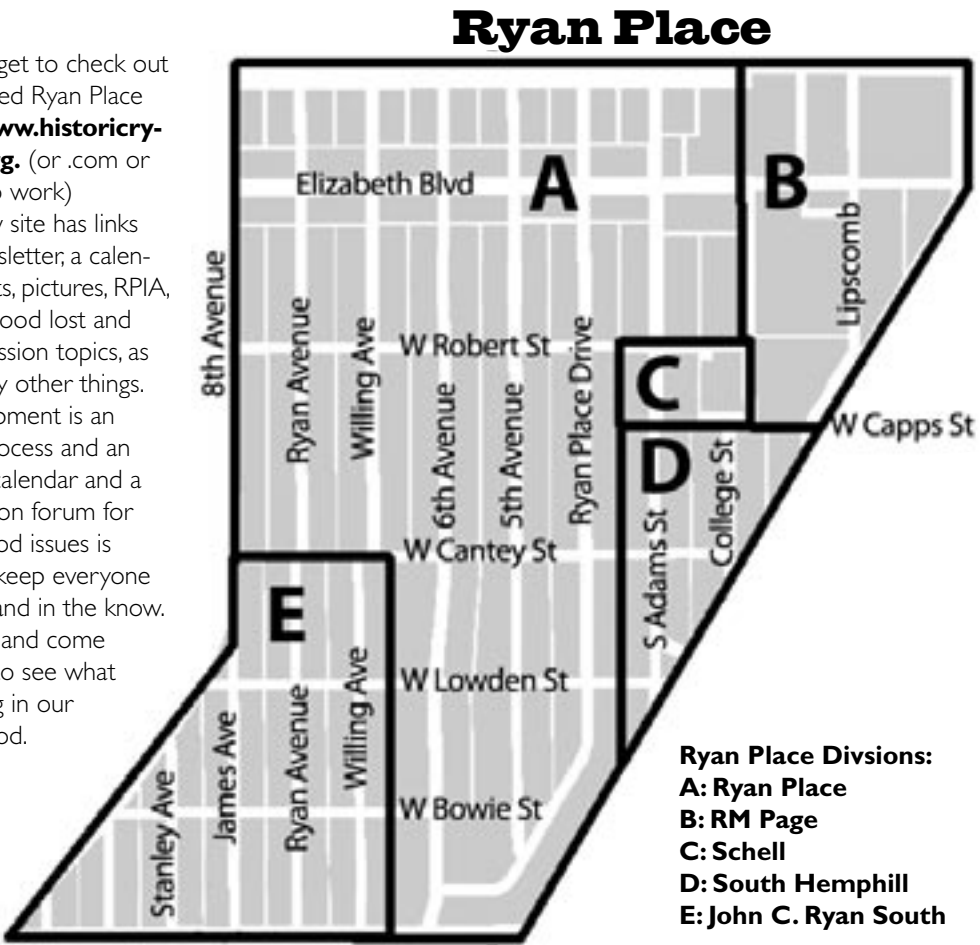 Ryan Place
get to check out
ed Ryan Place
ww.historicry-
g. (or .com or
o work)
y site has links
sletter, a calen-
ts, pictures, RPIA,
ood lost and
ssion topics, as
y other things.
pment is an
ocess and an
calendar and a
on forum for
od issues is
keep everyone
and in the know.
and come
o see what
g in our
od.
A
B
Elizabeth Blvd
8th Avenue
Ryan Avenue
Willing Ave
W Robert St
6th Avenue
5th Avenue
Ryan Place Drive
Lipscomb
C
W Capps St
D
S Adams St
College St
W Cantey St
E
W Lowden St
Stanley Ave
James Ave
Ryan Avenue
Willing Ave
W Bowie St
Ryan Place Divsions:
A: Ryan Place
B: RM Page
C: Schell
D: South Hemphill
E: John C. Ryan South